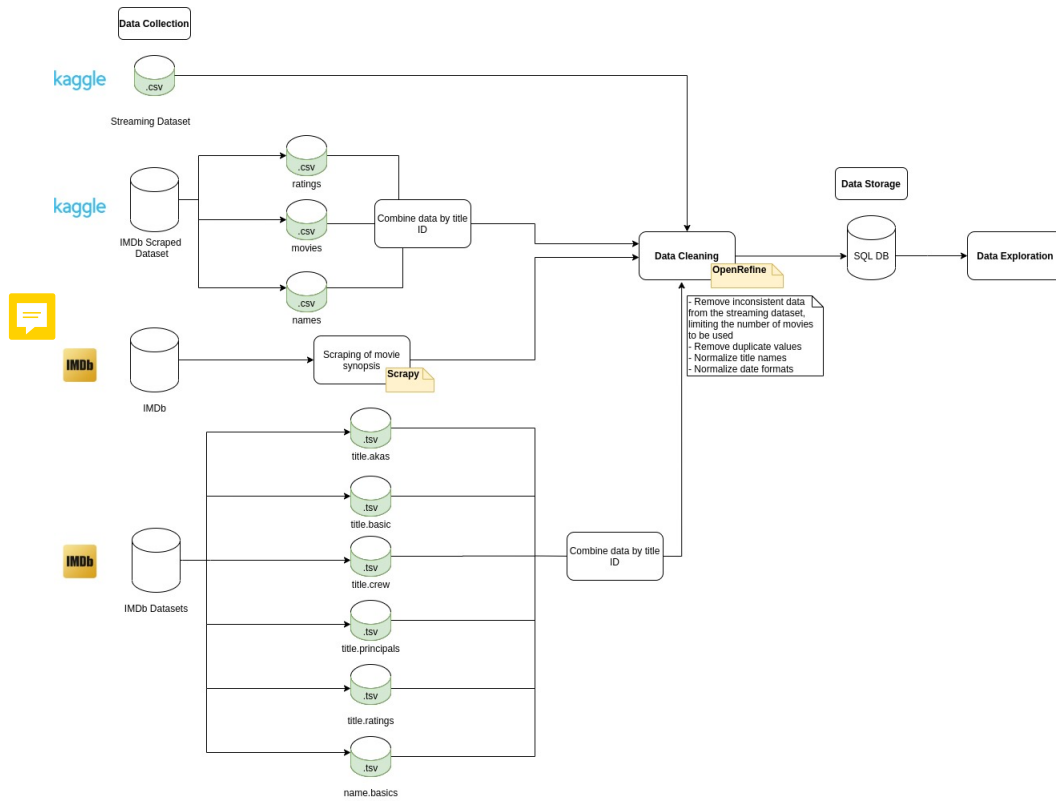 Data Collection
kaggle
.csv
Streaming Dataset
kaggle
IMDb Scraped
Dataset
.csv
ratings
.csv
movies
.csv
names
Combine data by title
ID
IMDb
IMDb
Scraping of movie
synopsis
Scrapy
IMDb
IMDb Datasets
.tsv
title.akas
.tsv
title.basic
.tsv
title.crew
.tsv
title.principals
.tsv
title.ratings
.tsv
name.basics
Combine data by title
ID
Data Cleaning
OpenRefine
- Remove inconsistent data
from the streaming dataset,
limiting the number of movies
to be used
- Remove duplicate values
- Normalize title names
- Normalize date formats
Data Storage
SQL DB
Data Exploration